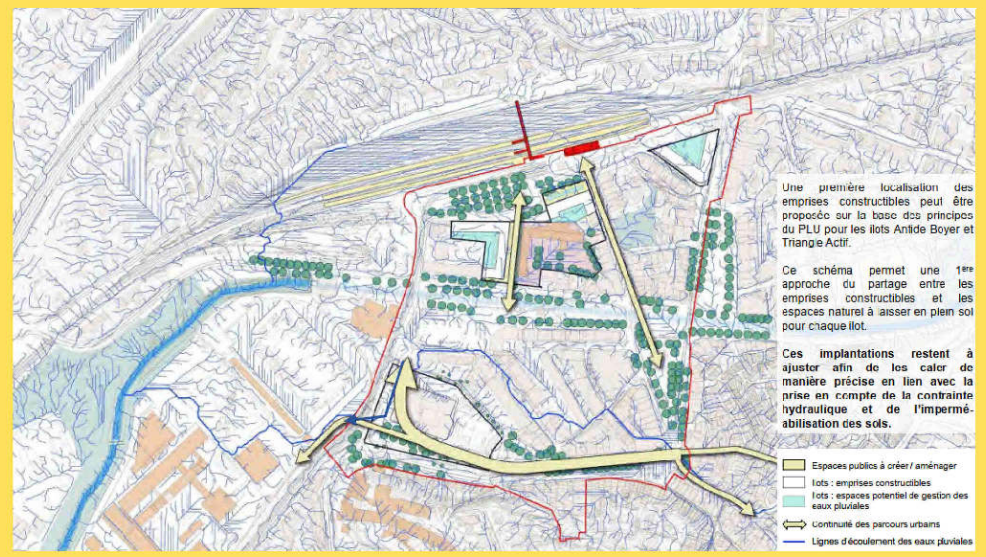 Une première localisation des
emprises constructibles peut être
proposée sur la base des principes
du PLU pour les ilots Antide Boyer et
Triangle Actif.
Ce schéma permet une 1ère
approche du partage entre les
emprises constructibles et les
espaces naturel à laisser en plein sol
pour chaque ilot.
Ces implantations restent à
ajuster afin de les caler de
manière précise en lien avec la
prise en compte de la contrainte
hydraulique et de l'impermé-
abilisation des sols.
Espaces publics à créer / aménager
Ilots : emprises constructibles
Ilots : espaces potentiel de gestion des
eaux pluviales
Continuité des parcours urbains
Lignes d'écoulement des eaux pluviales